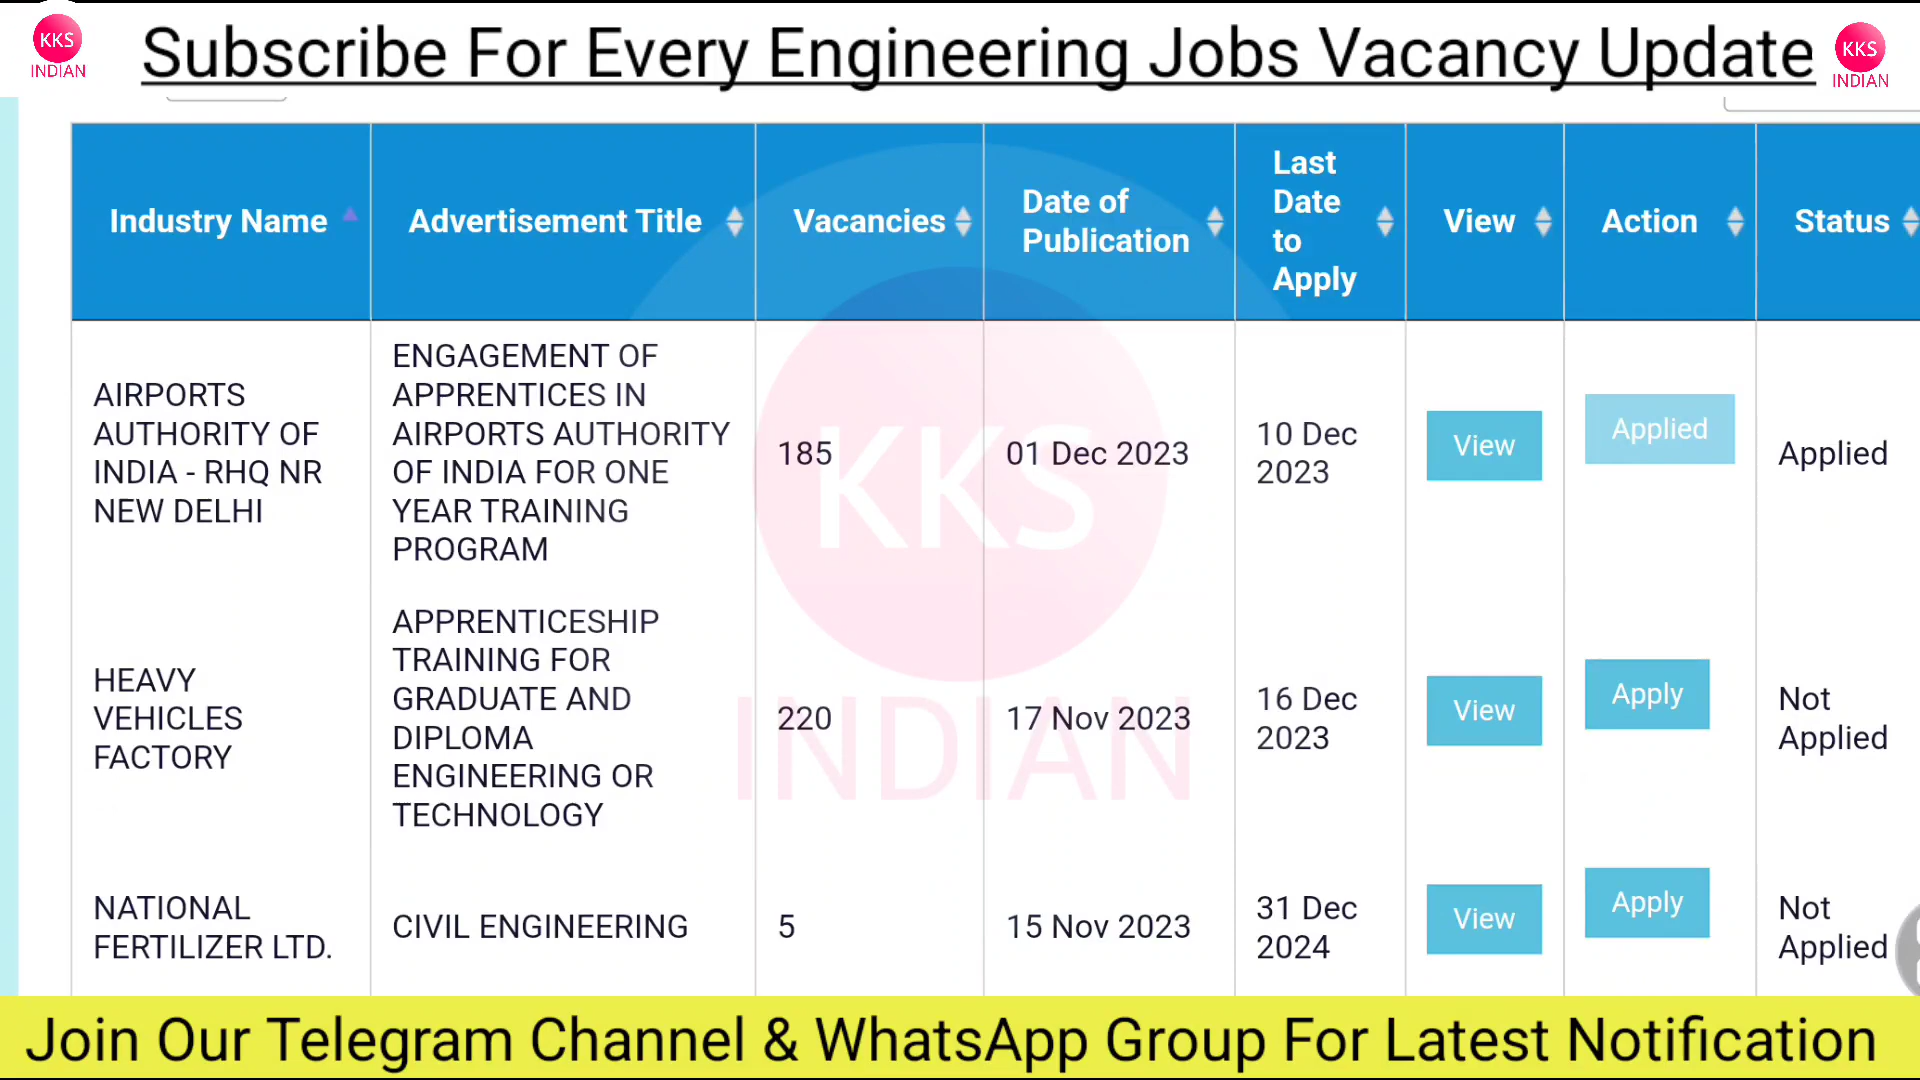 KKS
INDIAN
Subscribe For Every Engineering Jobs Vacancy Update
KKS
INDIAN
Industry Name
Advertisement Title
Vacancies
Date of
Publication
Last
Date
to
Apply
View
Action
Status
AIRPORTS
AUTHORITY OF
INDIA - RHQ NR
NEW DELHI
ENGAGEMENT OF
APPRENTICES IN
AIRPORTS AUTHORITY
OF INDIA FOR ONE
YEAR TRAINING
PROGRAM
185
01 Dec 2023
10 Dec
2023
View
Applied
Applied
HEAVY
VEHICLES
FACTORY
APPRENTICESHIP
TRAINING FOR
GRADUATE AND
DIPLOMA
ENGINEERING OR
TECHNOLOGY
220
17 Nov 2023
16 Dec
2023
View
Apply
Not
Applied
NATIONAL
FERTILIZER LTD.
CIVIL ENGINEERING
5
15 Nov 2023
31 Dec
2024
View
Apply
Not
Applied
KKS
INDIAN
Join Our Telegram Channel & WhatsApp Group For Latest Notification